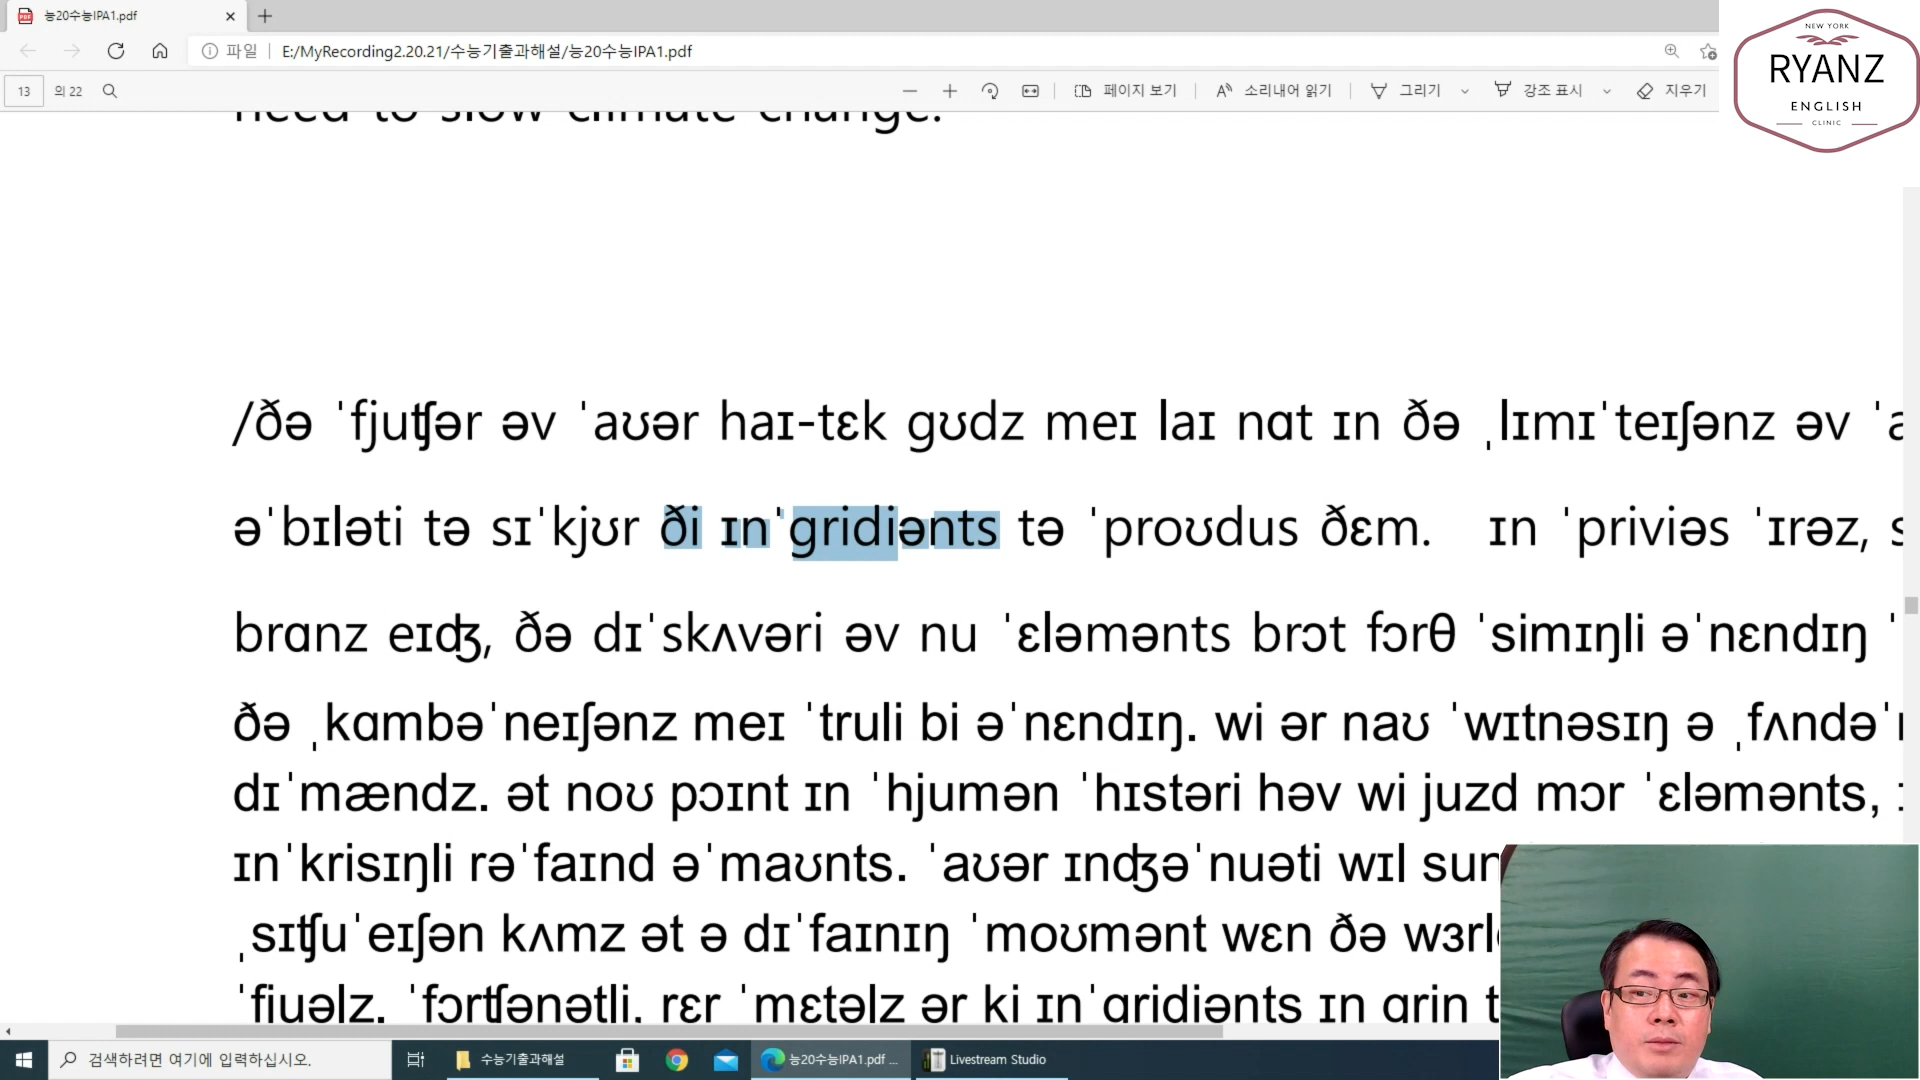 능20수능IPA1.pdf
파일 E:/MyRecording2.20.21/수능기출과해설/능20수능IPA1.pdf
13 의 22 페이지 보기 소리내어 읽기 그리기 강조 표시 지우기
NEW YORK
RYANZ
ENGLISH
CLINIC
need to slow climate change.
/ðə ˈfjuʧər əv ˈaʊər haɪ-tɛk gʊdz meɪ laɪ nɑt ɪn ðə ˌlɪmɪˈteɪʃənz əv
əˈbɪləti tə sɪˈkjʊr ði ɪnˈgridiənts tə ˈproʊdus ðɛm. ɪn ˈpriviəs ˈɪrəz,
brɑnz eɪʤ, ðə dɪˈskʌvəri əv nu ˈɛləmənts brɔt fɔrθ ˈsimɪŋli əˈnɛndɪŋ
ðə ˌkɑmbəˈneɪʃənz meɪ ˈtruli bi əˈnɛndɪŋ. wi ər naʊ ˈwɪtnəsɪŋ ə
dɪˈmændz. ət noʊ pɔɪnt ɪn ˈhjumən ˈhɪstəri həv wi juzd mɔr ˈɛləmənts,
ɪnˈkrisɪŋli rəˈfaɪnd əˈmaʊnts. ˈaʊər ɪnʤəˈnuəti wɪl
ˌsɪʧuˈeɪʃən kʌmz ət ə dɪˈfaɪnɪŋ ˈmoʊmənt wɛn ðə
ˈfjuəlz. ˈfɔrʧənətli, rɛr ˈmɛtəlz ər ki ɪnˈgridiənts ɪn grin
검색하려면 여기에 입력하십시오. 수능기출과해설 능20수능IPA1.pdf ... Livestream Studio